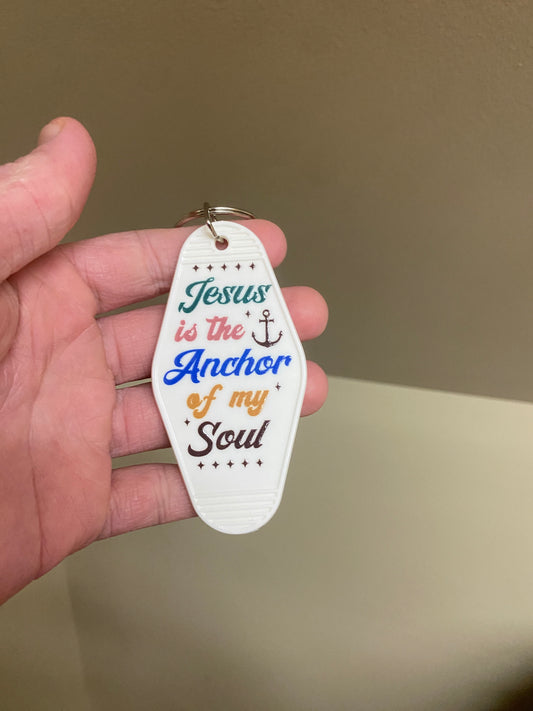 Jesus
is the
Anchor
of my
Soul